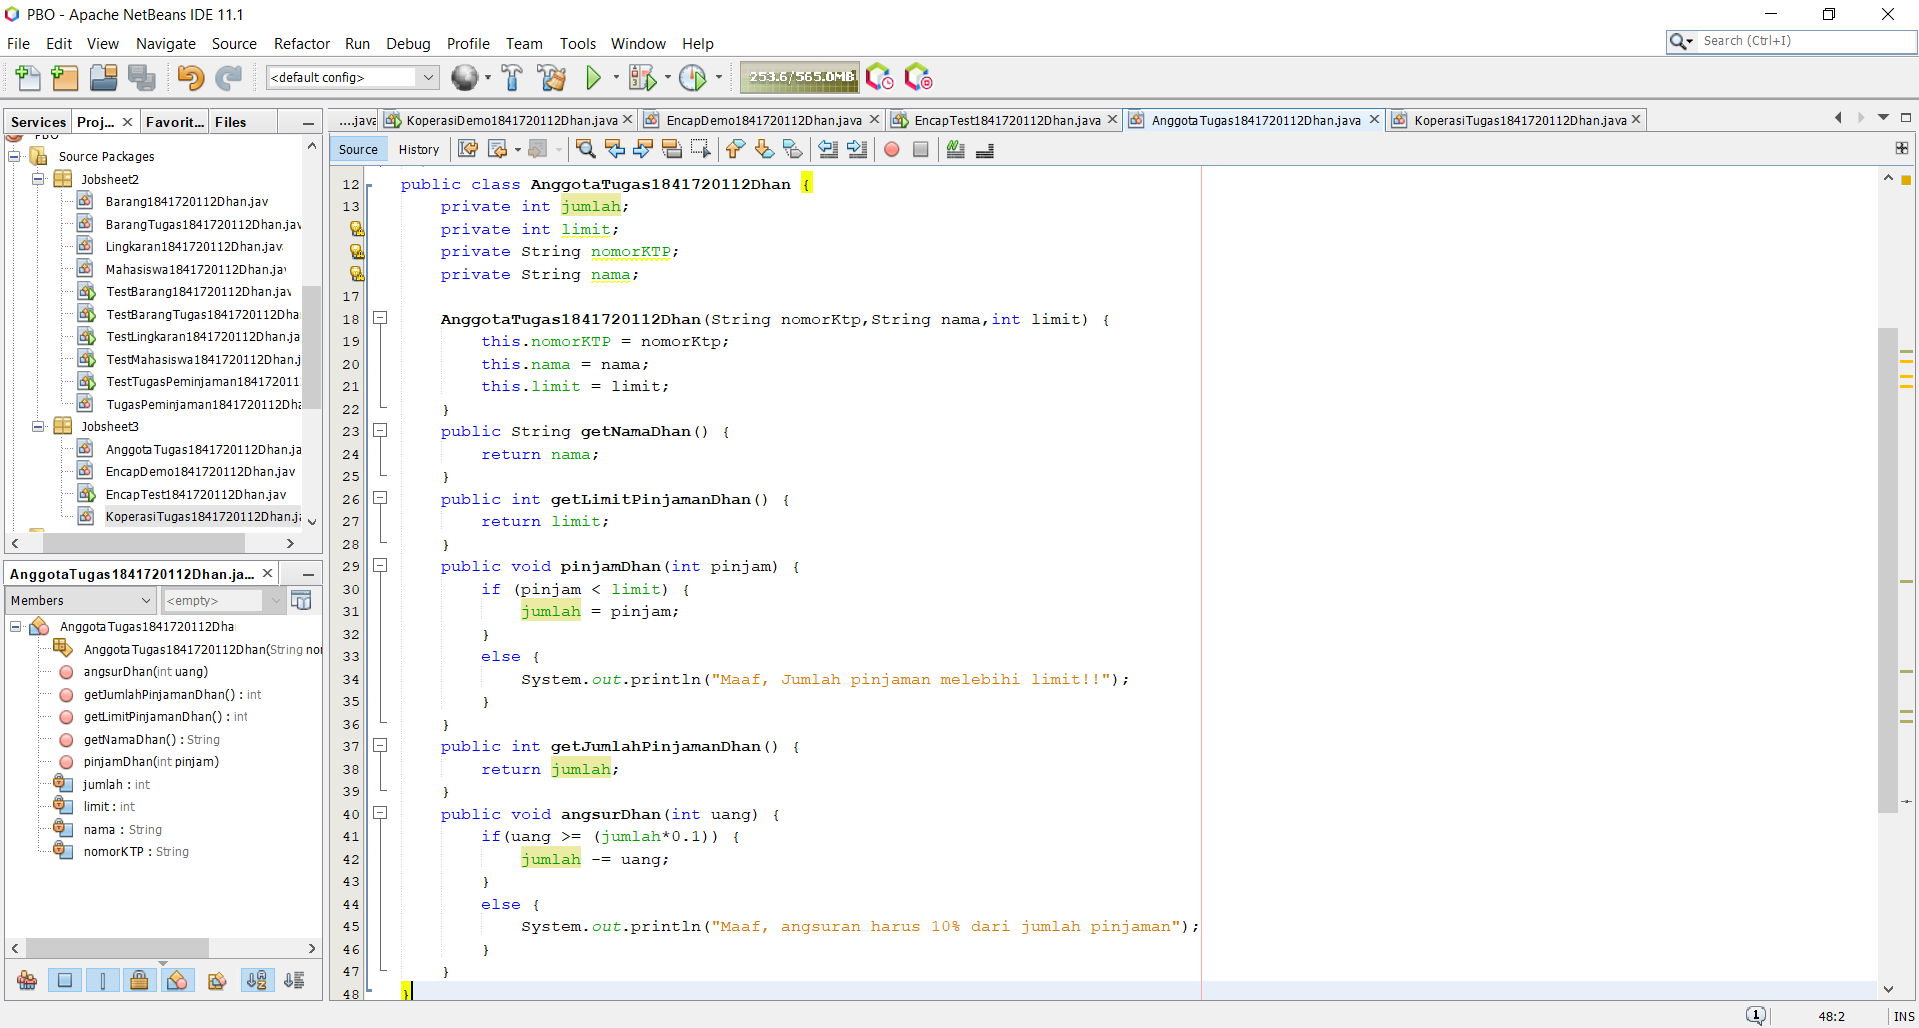 PBO - Apache NetBeans IDE 11.1
File Edit View Navigate Source Refactor Run Debug Profile Team Tools Window Help
Search (Ctrl+I)
<default config>
253.6/565.0MB
Services Proj... Favorit... Files
PBO
Source Packages
Jobsheet2
Barang1841720112Dhan.jav
BarangTugas1841720112Dhan.jav
Lingkaran1841720112Dhan.jav
Mahasiswa1841720112Dhan.jav
TestBarang1841720112Dhan.jav
TestBarangTugas1841720112Dha
TestLingkaran1841720112Dhan.ja
TestMahasiswa1841720112Dhan.j
TestTugasPeminjaman184172011
TugasPeminjaman1841720112Dha
Jobsheet3
AnggotaTugas1841720112Dhan.ja
EncapDemo1841720112Dhan.jav
EncapTest1841720112Dhan.jav
KoperasiTugas1841720112Dhan.ja
AnggotaTugas1841720112Dhan.ja...
Members
<empty>
AnggotaTugas1841720112Dha
AnggotaTugas1841720112Dhan(String nor
angsurDhan(int uang)
getJumlahPinjamanDhan() : int
getLimitPinjamanDhan() : int
getNamaDhan() : String
pinjamDhan(int pinjam)
jumlah : int
limit : int
nama : String
nomorKTP : String
....java KoperasiDemo1841720112Dhan.java EncapDemo1841720112Dhan.java EncapTest1841720112Dhan.java AnggotaTugas1841720112Dhan.java KoperasiTugas1841720112Dhan.java
Source History
12 public class AnggotaTugas1841720112Dhan {
13 private int jumlah;
private int limit;
private String nomorKTP;
private String nama;
17
18 AnggotaTugas1841720112Dhan(String nomorKtp,String nama,int limit) {
19 this.nomorKTP = nomorKtp;
20 this.nama = nama;
21 this.limit = limit;
22 }
23 public String getNamaDhan() {
24 return nama;
25 }
26 public int getLimitPinjamanDhan() {
27 return limit;
28 }
29 public void pinjamDhan(int pinjam) {
30 if (pinjam < limit) {
31 jumlah = pinjam;
32 }
33 else {
34 System.out.println("Maaf, Jumlah pinjaman melebihi limit!!");
35 }
36 }
37 public int getJumlahPinjamanDhan() {
38 return jumlah;
39 }
40 public void angsurDhan(int uang) {
41 if(uang >= (jumlah*0.1)) {
42 jumlah -= uang;
43 }
44 else {
45 System.out.println("Maaf, angsuran harus 10% dari jumlah pinjaman");
46 }
47 }
48 }
1 48:2 INS